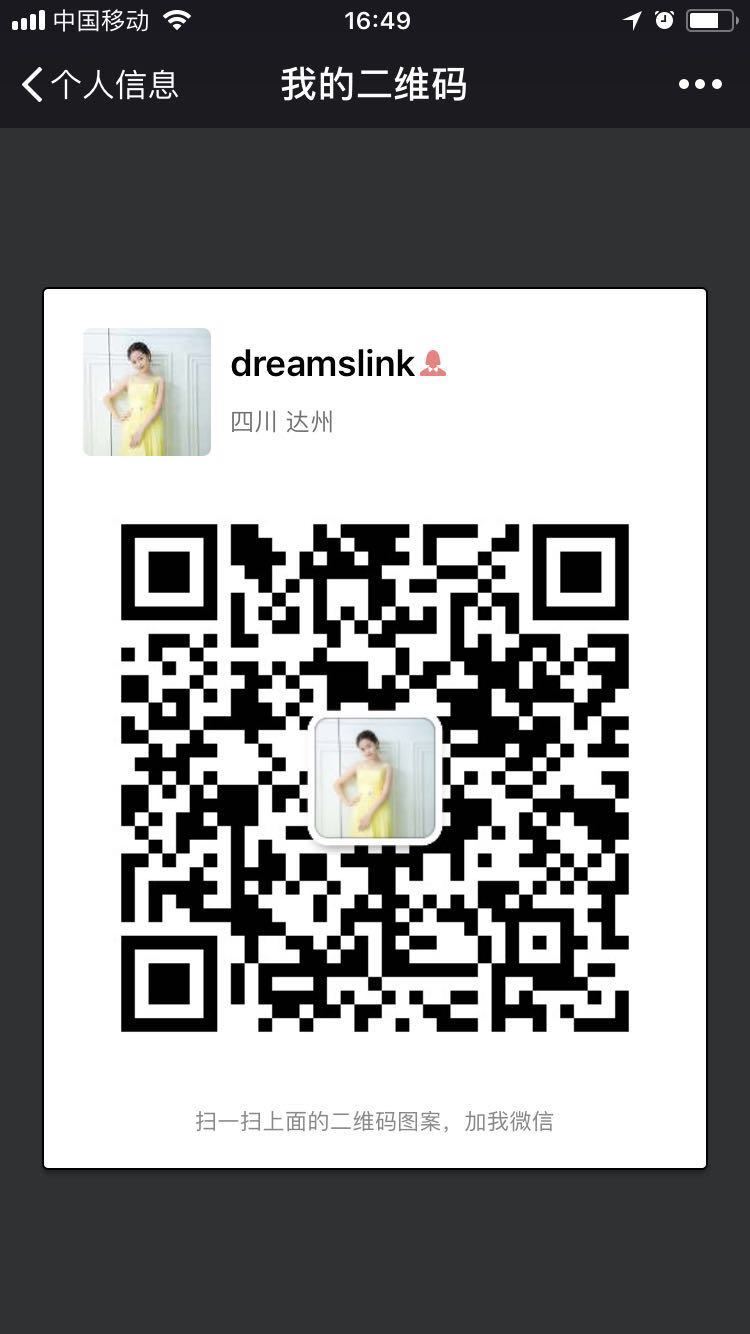 中国移动 16:49
个人信息 我的二维码
dreamslink
四川 达州
扫一扫上面的二维码图案，加我微信